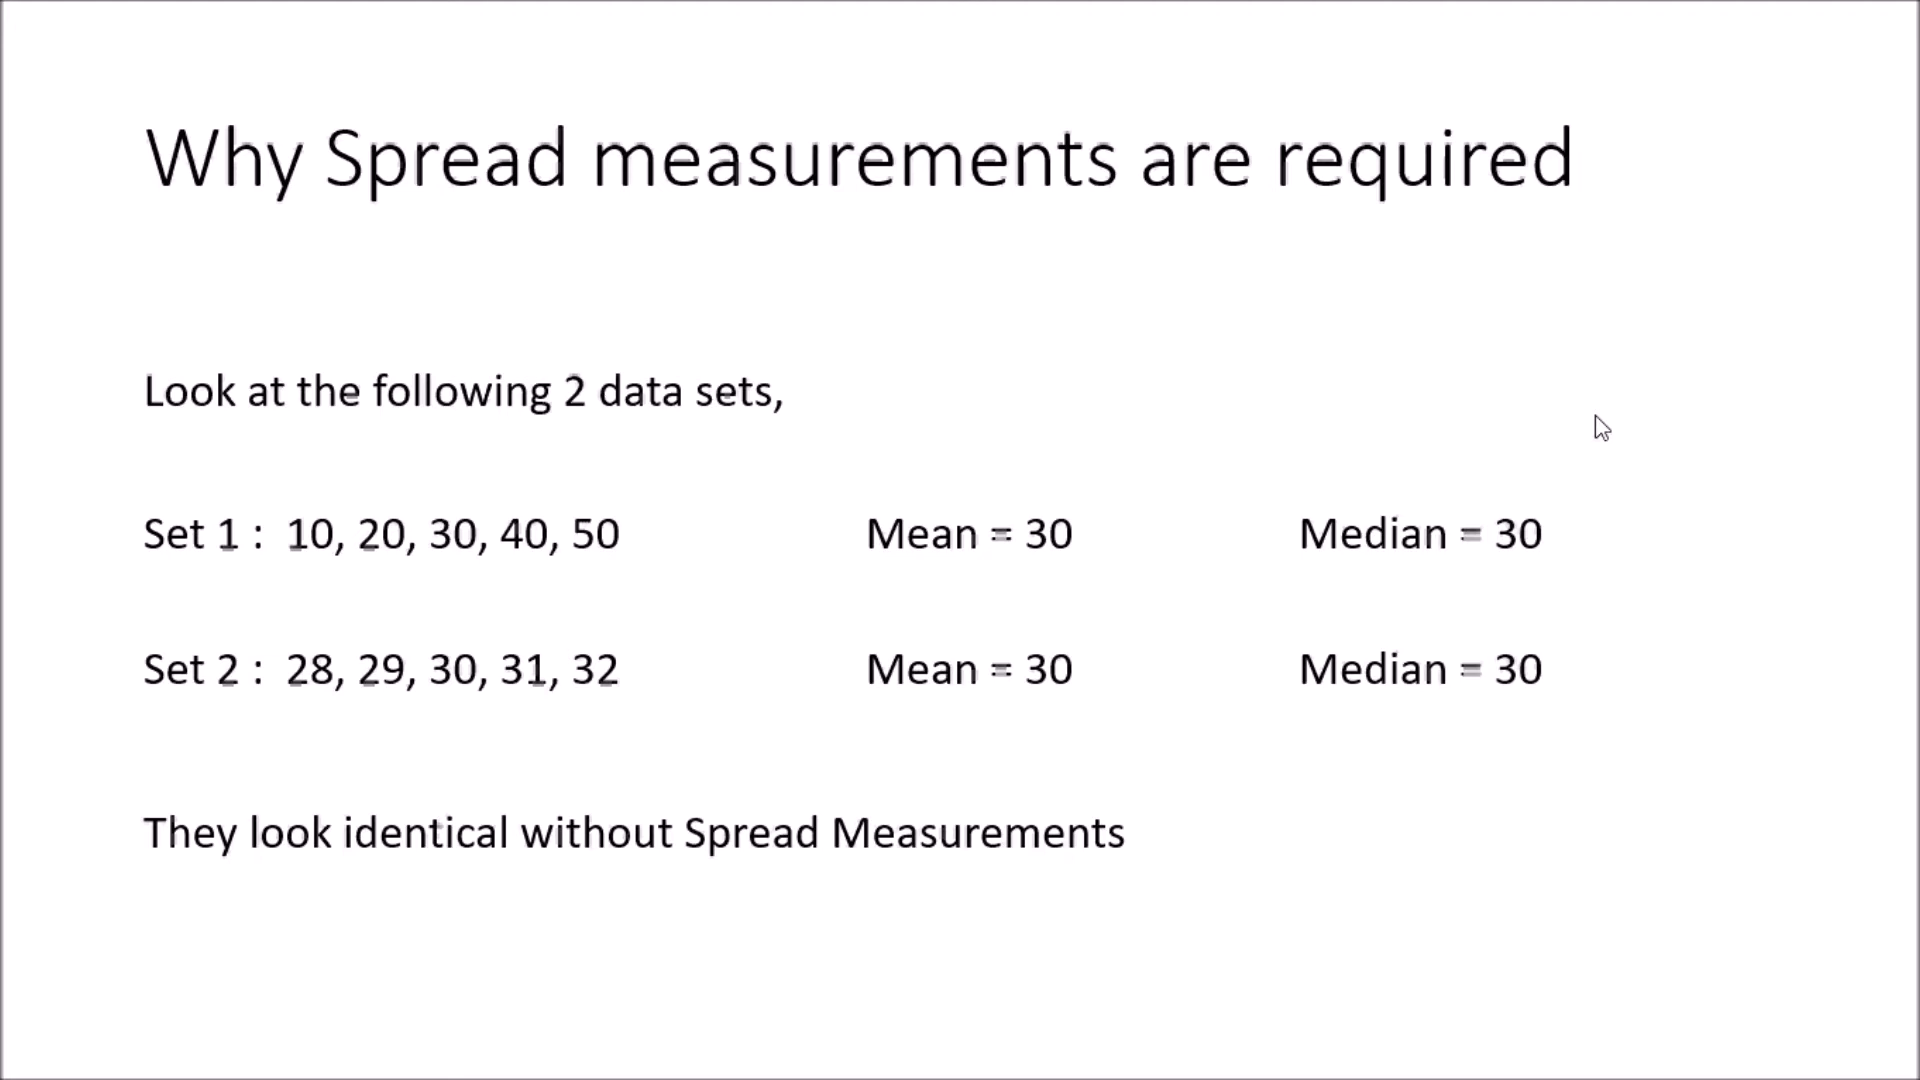 Why Spread measurements are required
Look at the following 2 data sets,
Set 1 : 10, 20, 30, 40, 50 Mean = 30 Median = 30
Set 2 : 28, 29, 30, 31, 32 Mean = 30 Median = 30
They look identical without Spread Measurements